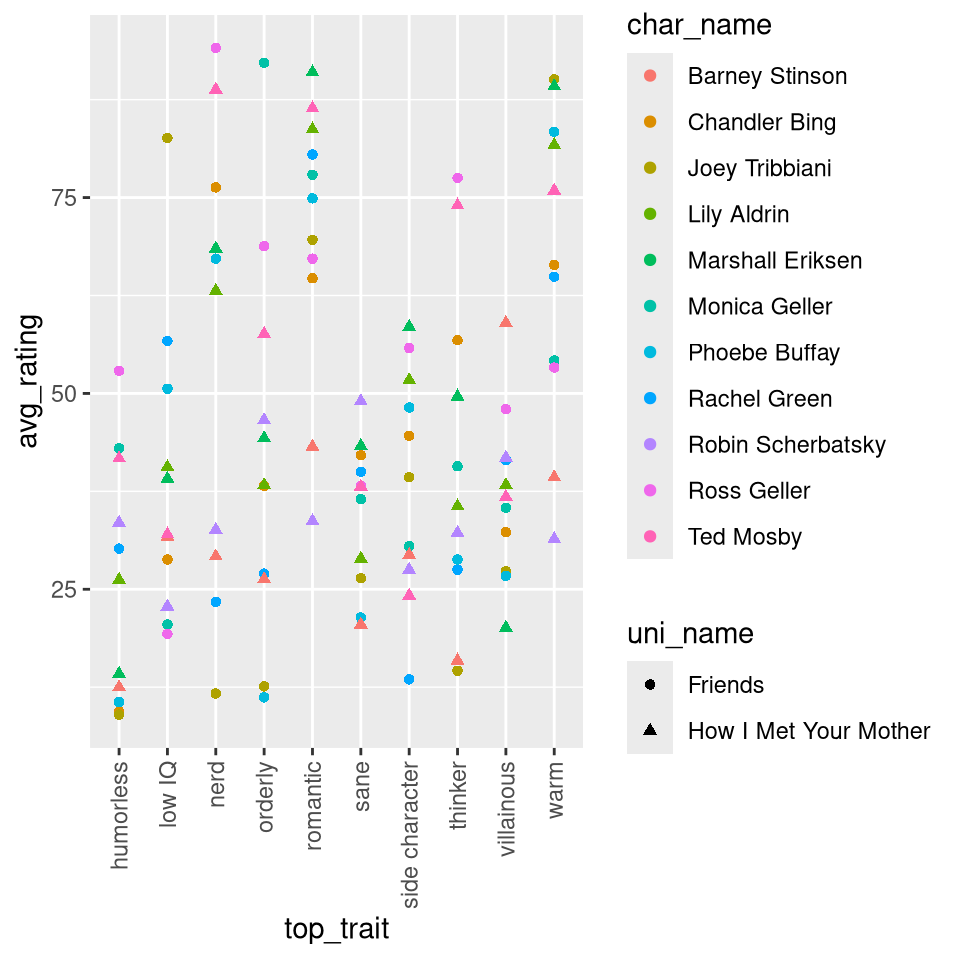 char_name
Barney Stinson
Chandler Bing
Joey Tribbiani
Lily Aldrin
Marshall Eriksen
Monica Geller
Phoebe Buffay
Rachel Green
Robin Scherbatsky
Ross Geller
Ted Mosby
uni_name
Friends
How I Met Your Mother
avg_rating
75
50
25
humorless
low IQ
nerd
orderly
romantic
sane
side character
thinker
villainous
warm
top_trait